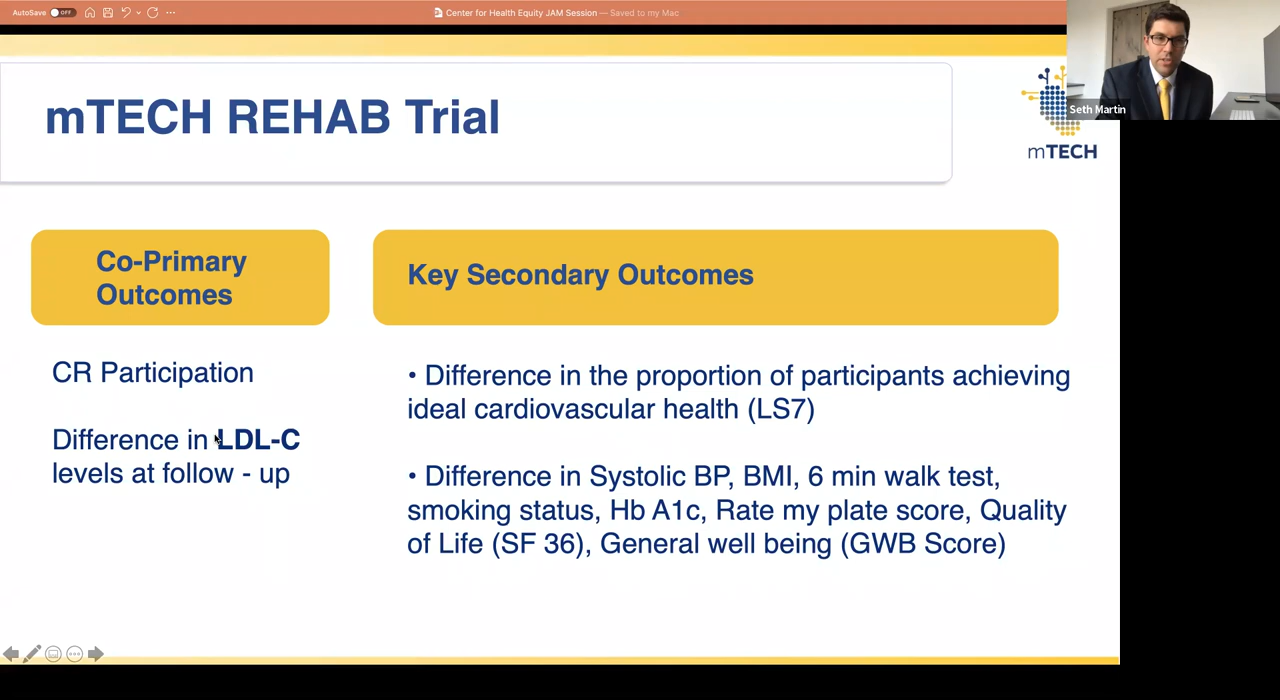 AutoSave OFF
Center for Health Equity JAM Session — Saved to my Mac
Seth Martin
mTECH
mTECH REHAB Trial
Co-Primary
Outcomes
Key Secondary Outcomes
CR Participation
Difference in LDL-C
levels at follow - up
• Difference in the proportion of participants achieving
ideal cardiovascular health (LS7)
• Difference in Systolic BP, BMI, 6 min walk test,
smoking status, Hb A1c, Rate my plate score, Quality
of Life (SF 36), General well being (GWB Score)